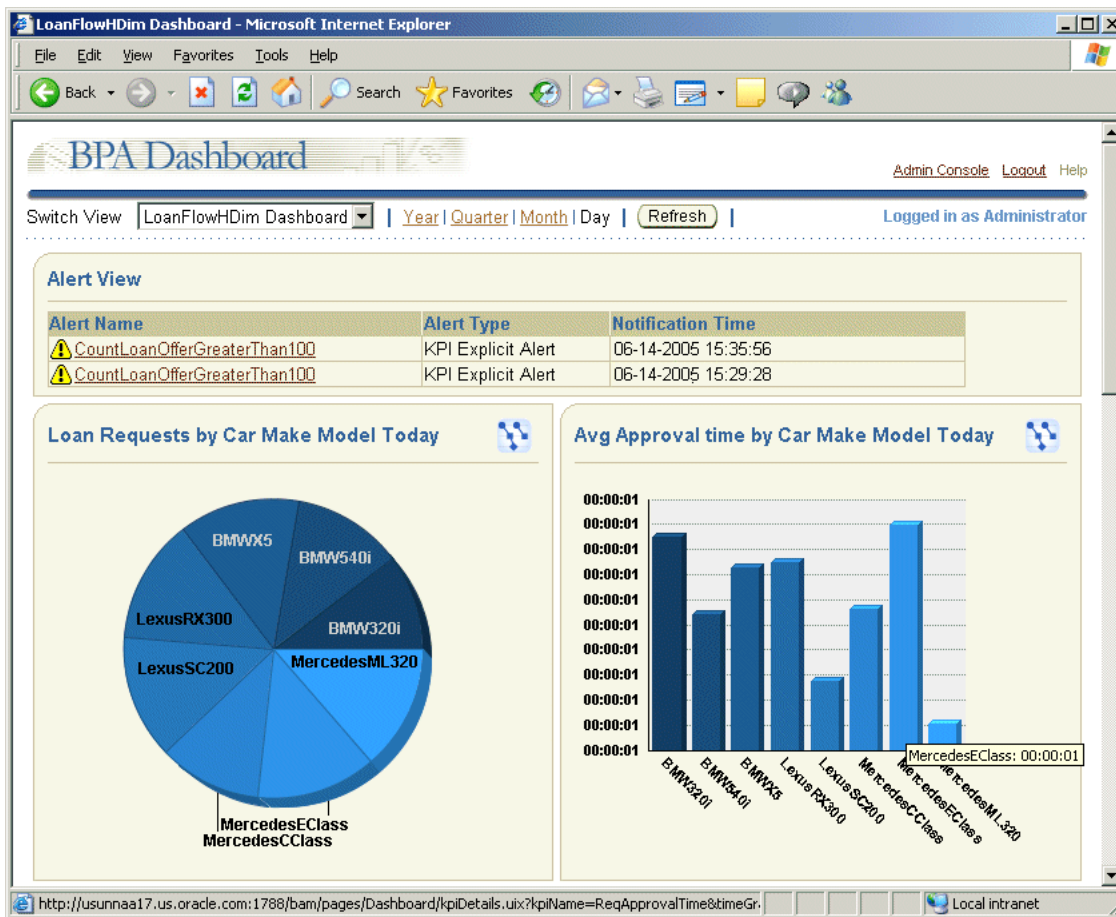 LoanFlowHDim Dashboard - Microsoft Internet Explorer
File Edit View Favorites Tools Help
Back Search Favorites
BPA Dashboard
Admin Console Logout Help
Switch View LoanFlowHDim Dashboard | Year | Quarter | Month | Day | Refresh | Logged in as Administrator
Alert View
Alert Name Alert Type Notification Time
CountLoanOfferGreaterThan100 KPI Explicit Alert 06-14-2005 15:35:56
CountLoanOfferGreaterThan100 KPI Explicit Alert 06-14-2005 15:29:28
Loan Requests by Car Make Model Today
BMWX5
BMW540i
LexusRX300
BMW320i
LexusSC200
MercedesML320
MercedesEClass
MercedesCClass
Avg Approval time by Car Make Model Today
00:00:01
00:00:01
00:00:01
00:00:01
00:00:01
00:00:01
00:00:01
00:00:01
00:00:01
00:00:01
00:00:01
MercedesEClass: 00:00:01
BMW320i
BMW540i
BMWX5
LexusRX300
LexusSC200
MercedesCClass
MercedesEClass
MercedesML320
http://usunnaa17.us.oracle.com:1788/bam/pages/Dashboard/kpiDetails.uix?kpiName=ReqApprovalTime&timeGr Local intranet